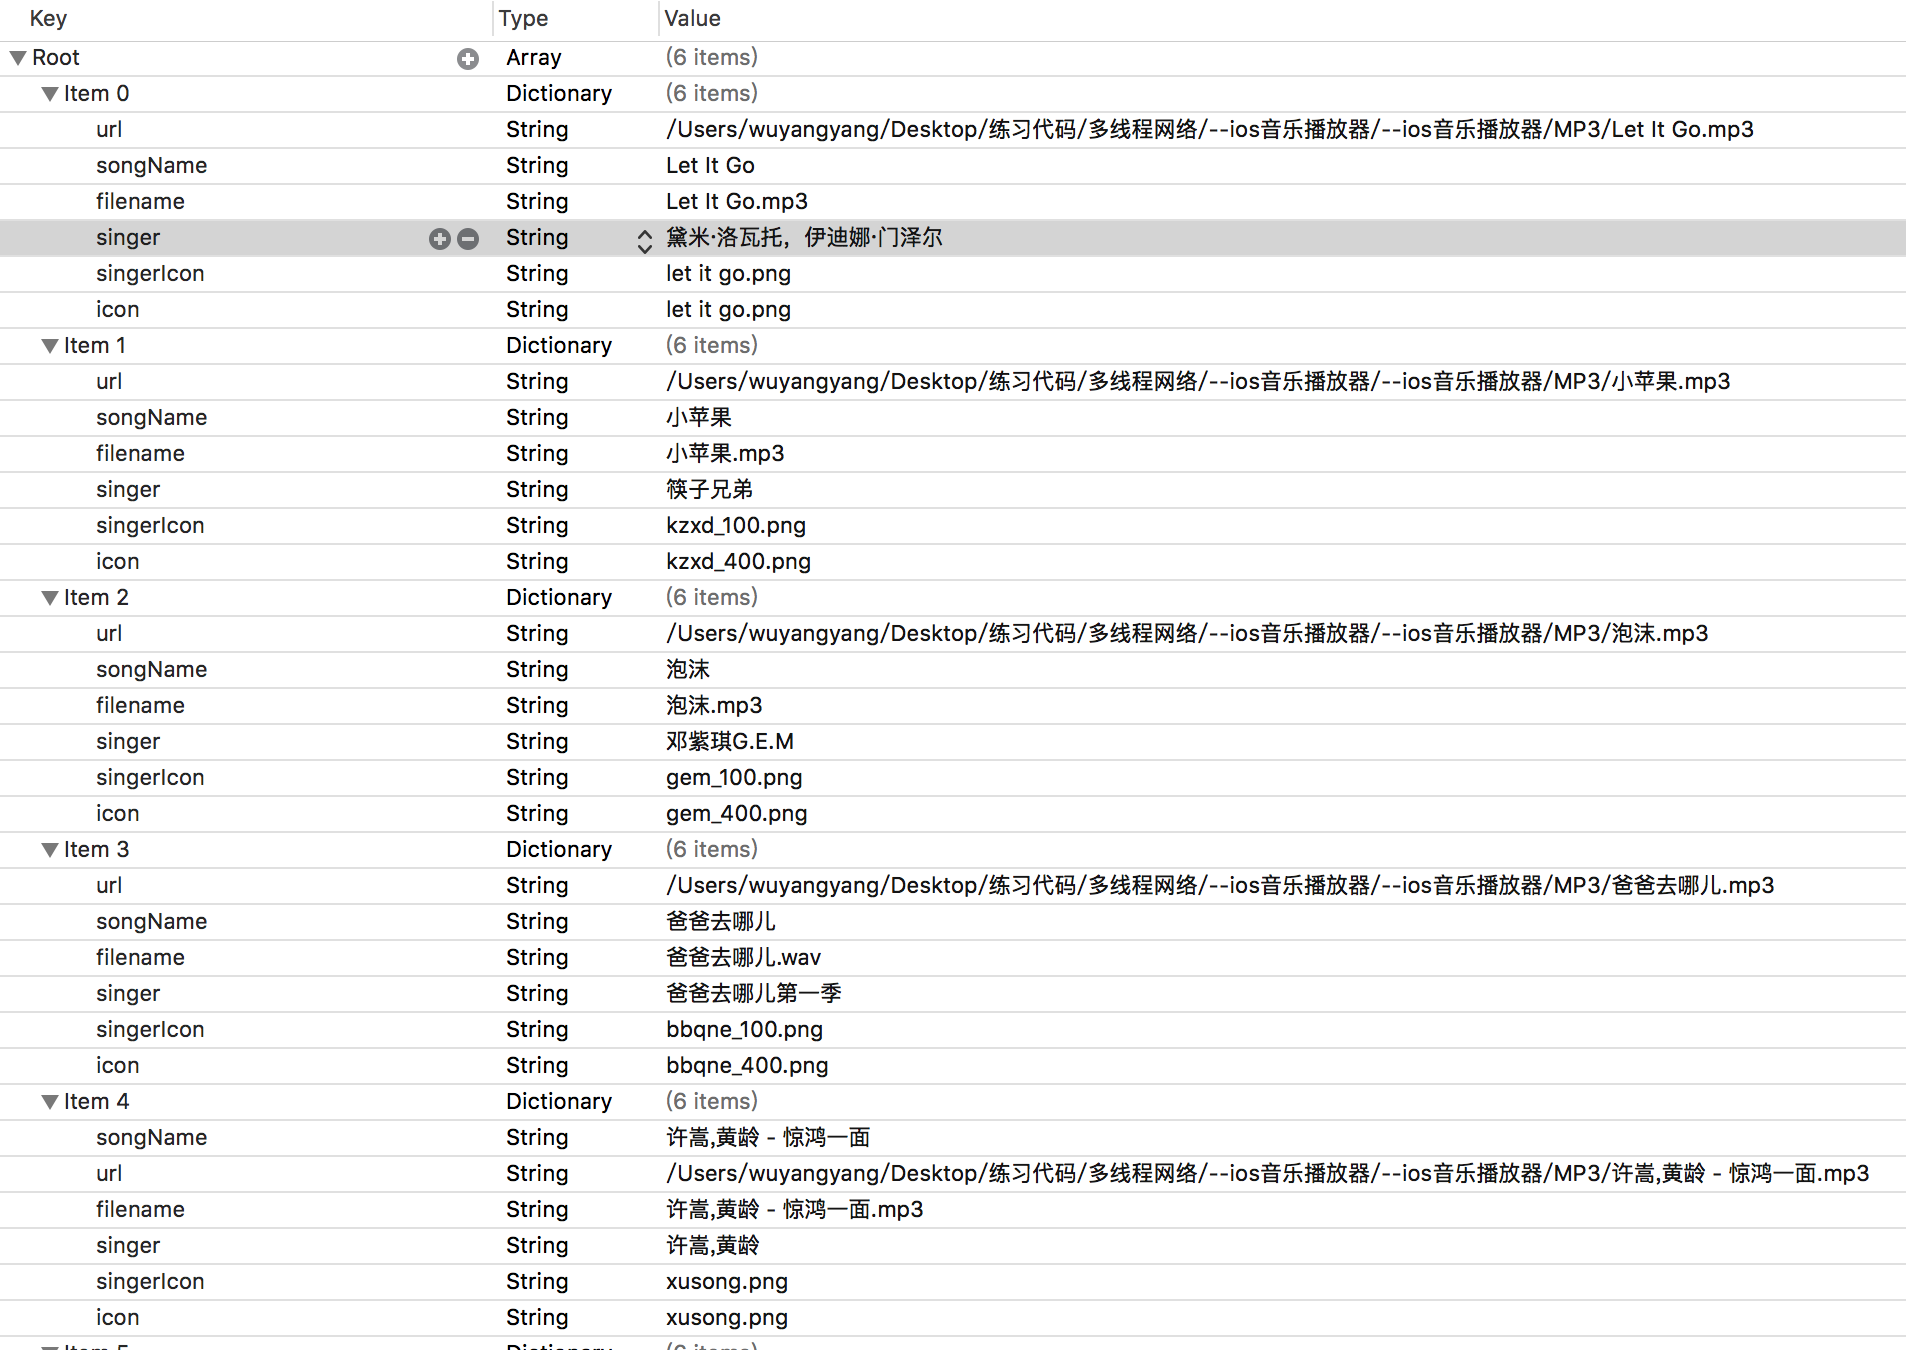 Key Type Value
Root Array (6 items)
Item 0 Dictionary (6 items)
url String /Users/wuyangyang/Desktop/练习代码/多线程网络/--ios音乐播放器/--ios音乐播放器/MP3/Let It Go.mp3
songName String Let It Go
filename String Let It Go.mp3
singer String 黛米·洛瓦托，伊迪娜·门泽尔
singerIcon String let it go.png
icon String let it go.png
Item 1 Dictionary (6 items)
url String /Users/wuyangyang/Desktop/练习代码/多线程网络/--ios音乐播放器/--ios音乐播放器/MP3/小苹果.mp3
songName String 小苹果
filename String 小苹果.mp3
singer String 筷子兄弟
singerIcon String kzxd_100.png
icon String kzxd_400.png
Item 2 Dictionary (6 items)
url String /Users/wuyangyang/Desktop/练习代码/多线程网络/--ios音乐播放器/--ios音乐播放器/MP3/泡沫.mp3
songName String 泡沫
filename String 泡沫.mp3
singer String 邓紫琪G.E.M
singerIcon String gem_100.png
icon String gem_400.png
Item 3 Dictionary (6 items)
url String /Users/wuyangyang/Desktop/练习代码/多线程网络/--ios音乐播放器/--ios音乐播放器/MP3/爸爸去哪儿.mp3
songName String 爸爸去哪儿
filename String 爸爸去哪儿.wav
singer String 爸爸去哪儿第一季
singerIcon String bbqne_100.png
icon String bbqne_400.png
Item 4 Dictionary (6 items)
songName String 许嵩,黄龄 - 惊鸿一面
url String /Users/wuyangyang/Desktop/练习代码/多线程网络/--ios音乐播放器/--ios音乐播放器/MP3/许嵩,黄龄 - 惊鸿一面.mp3
filename String 许嵩,黄龄 - 惊鸿一面.mp3
singer String 许嵩,黄龄
singerIcon String xusong.png
icon String xusong.png
Item 5 Dictionary (6 items)